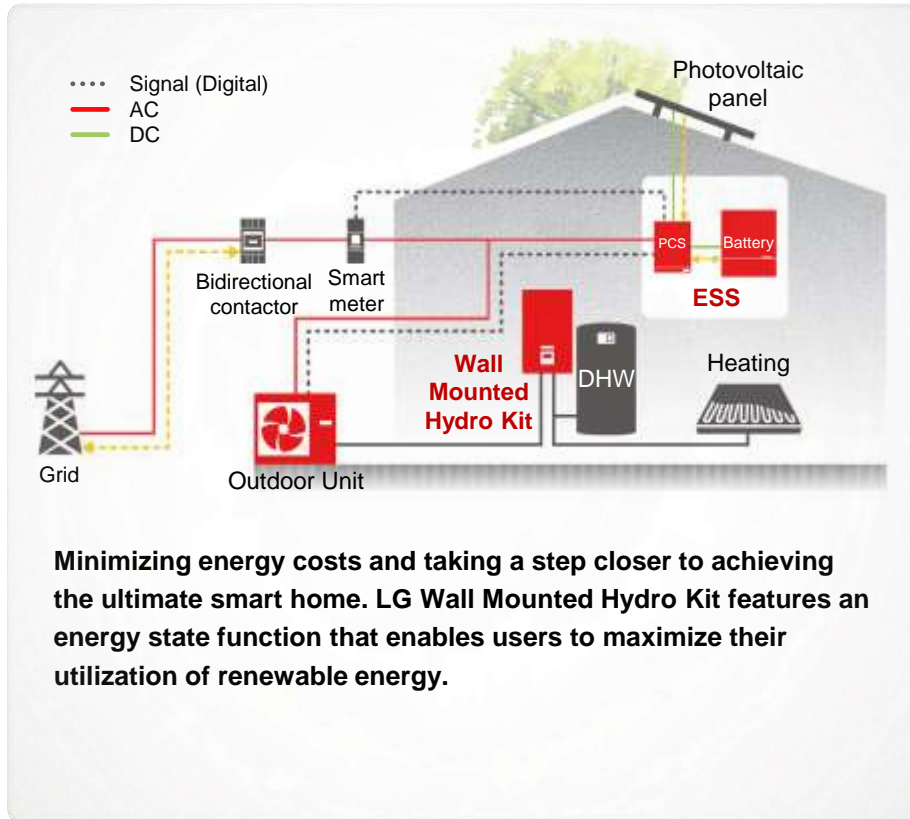 Signal (Digital)
AC
DC
Photovoltaic
panel
PCS
Battery
ESS
Bidirectional
contactor
Smart
meter
Wall
Mounted
Hydro Kit
DHW
Heating
Grid
Outdoor Unit
Minimizing energy costs and taking a step closer to achieving
the ultimate smart home. LG Wall Mounted Hydro Kit features an
energy state function that enables users to maximize their
utilization of renewable energy.